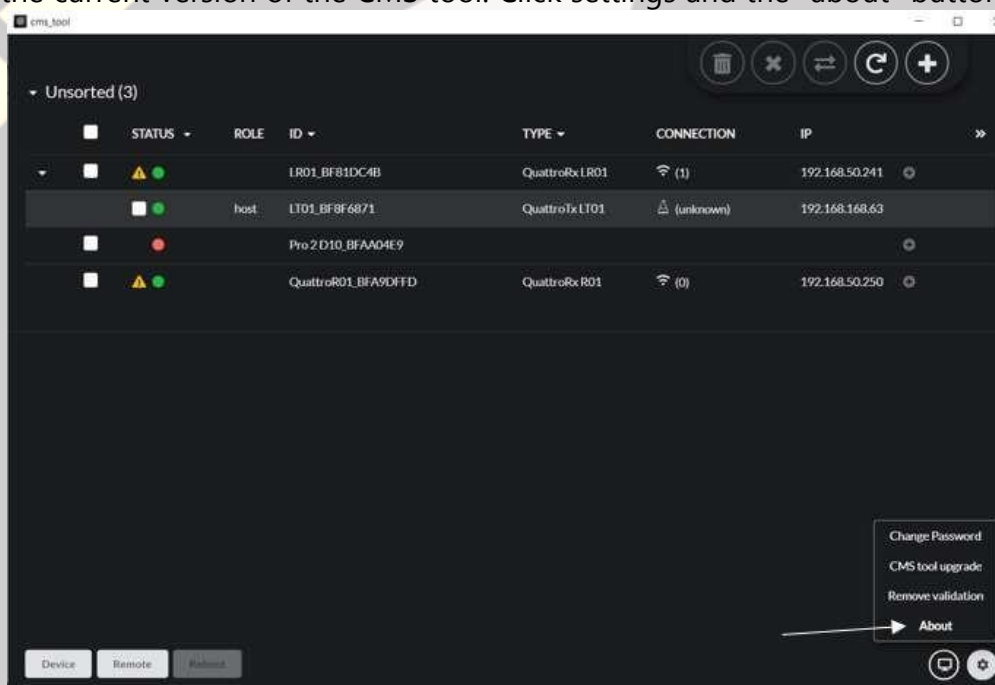 the current version of the CMS tool. Click settings and the "about" button
cms_tool
Unsorted (3)
STATUS ROLE ID TYPE CONNECTION IP »
LR01_BF81DC4B QuattroRx LR01 (1) 192.168.50.241
host LT01_BF8F6871 QuattroTx LT01 (unknown) 192.168.168.63
Pro 2 D10_BFAA04E9
QuattroR01_BFA9DFFD QuattroRx R01 (0) 192.168.50.250
Change Password
CMS tool upgrade
Remove validation
About
Device Remote Reboot